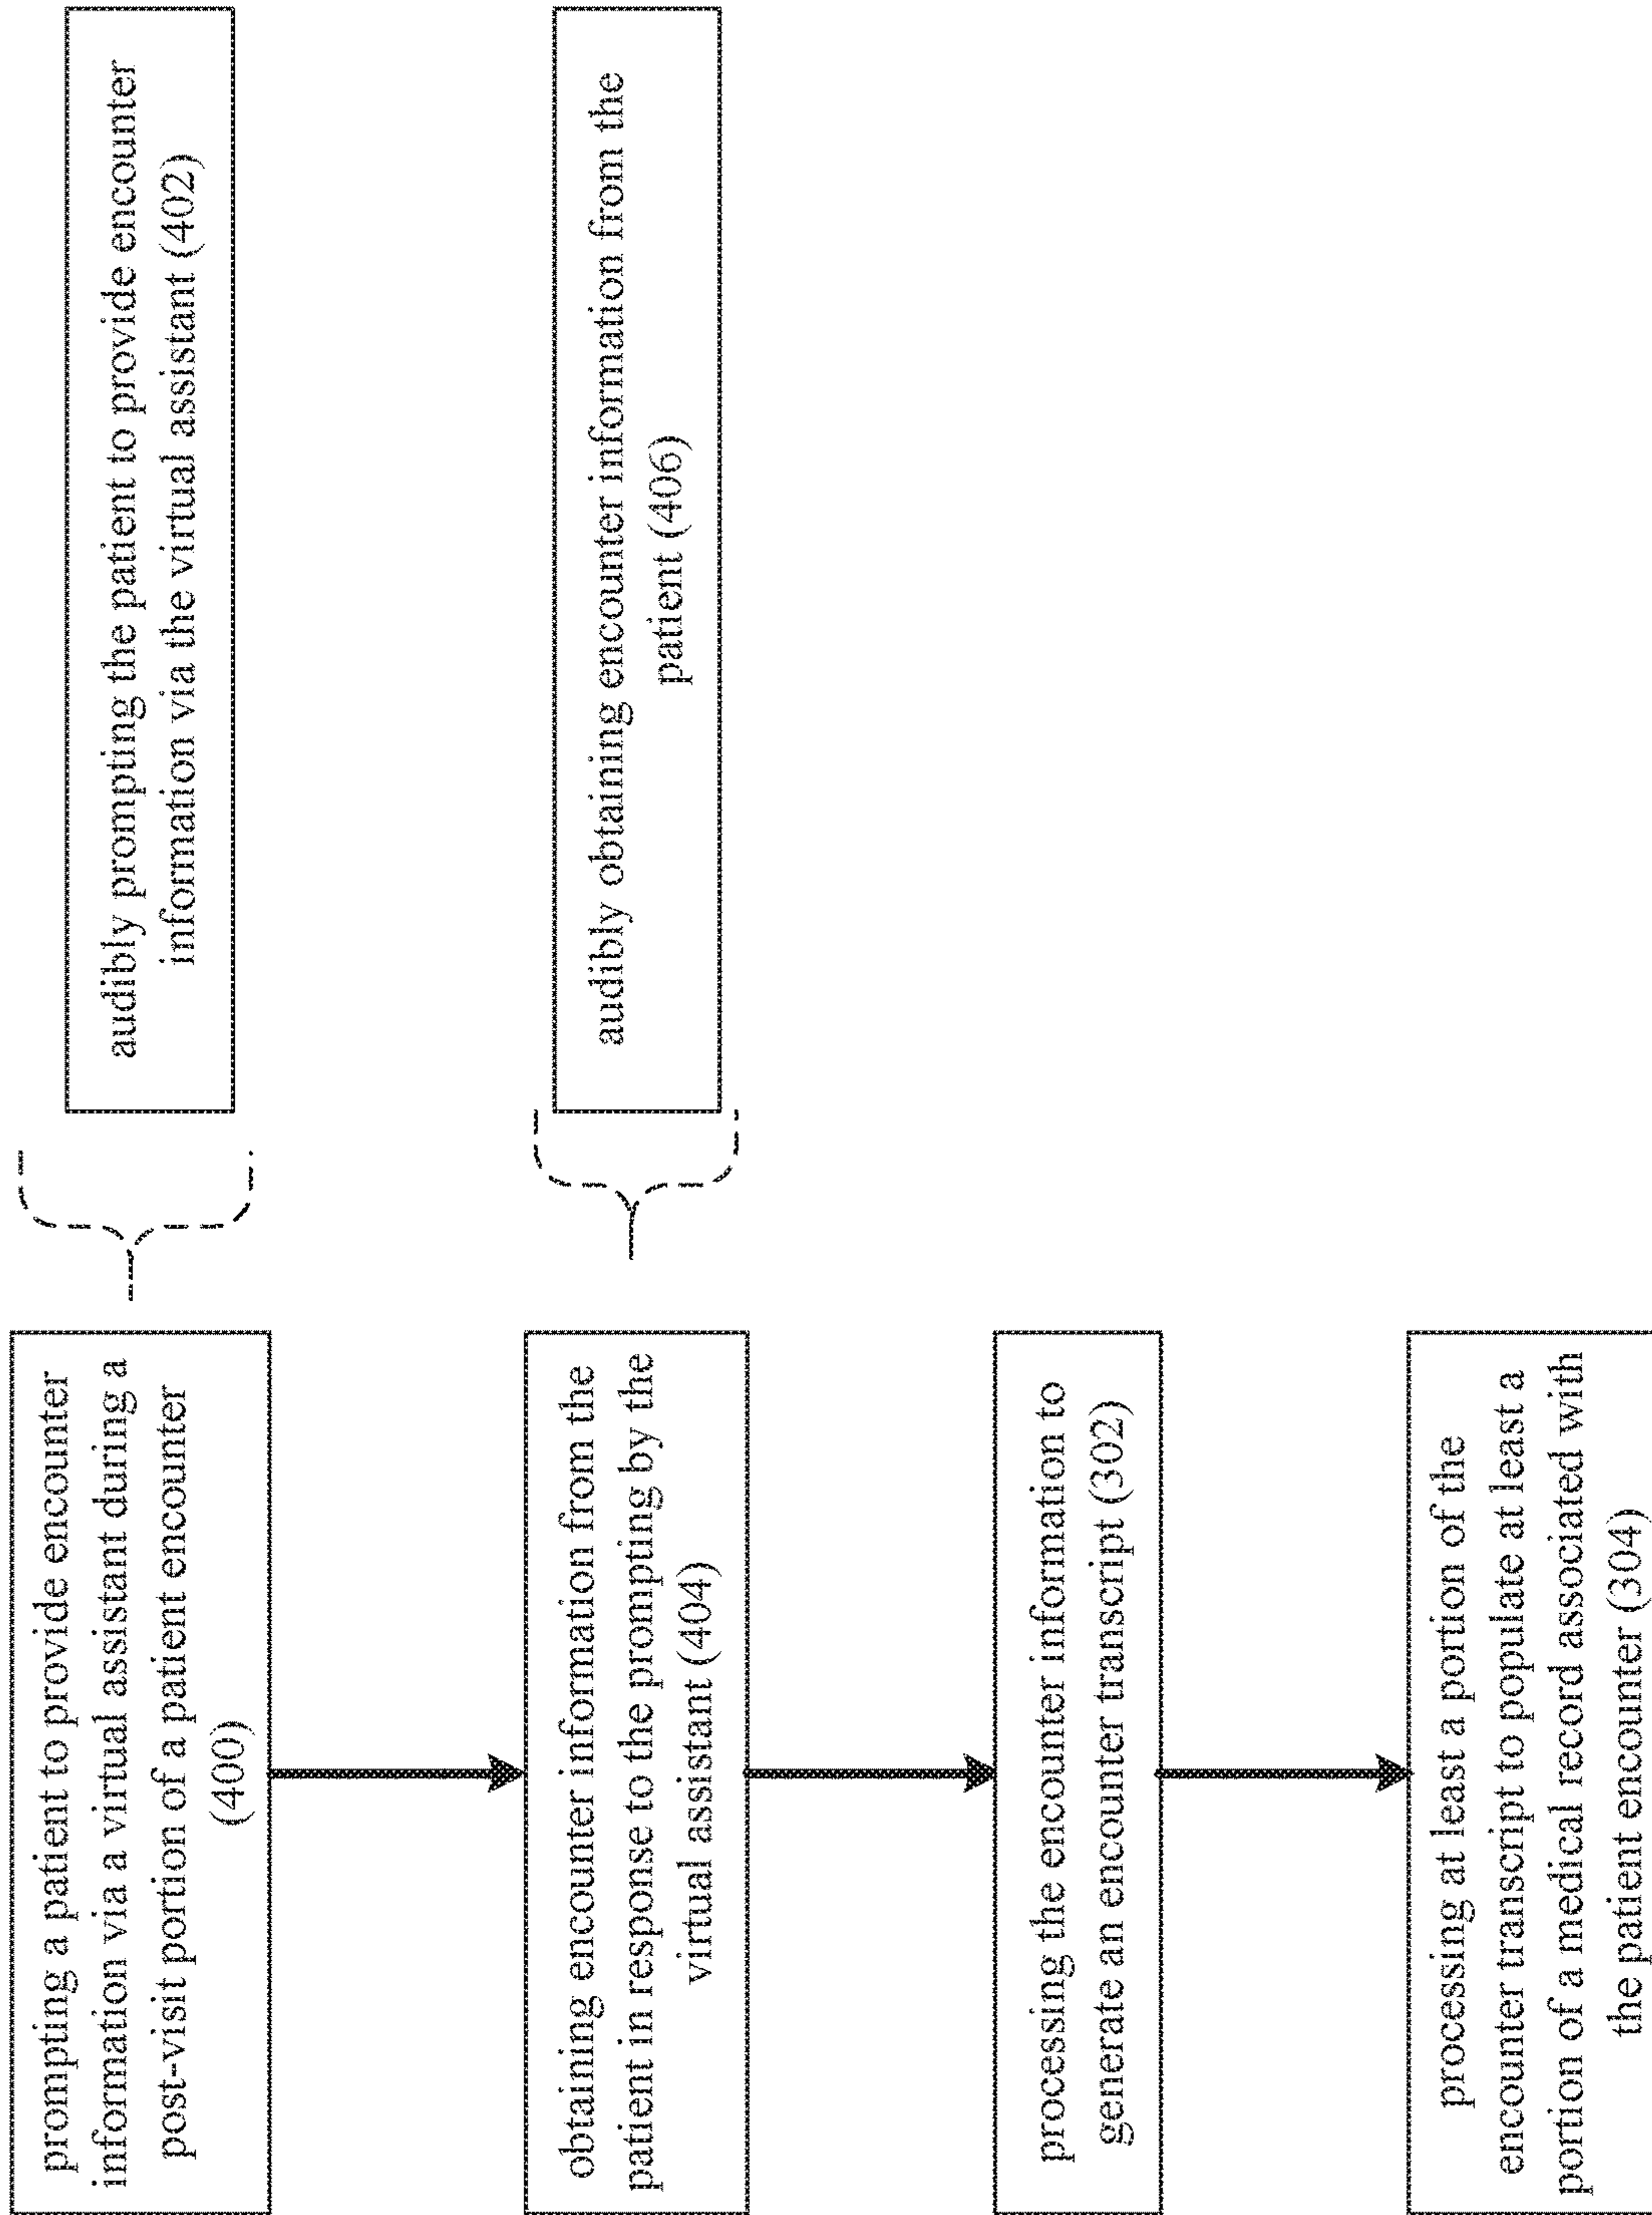 prompting a patient to provide encounter
information via a virtual assistant during a
post-visit portion of a patient encounter
(400)
audibly prompting the patient to provide encounter
information via the virtual assistant (402)
obtaining encounter information from the
patient in response to the prompting by the
virtual assistant (404)
audibly obtaining encounter information from the
patient (406)
processing the encounter information to
generate an encounter transcript (302)
processing at least a portion of the
encounter transcript to populate at least a
portion of a medical record associated with
the patient encounter (304)